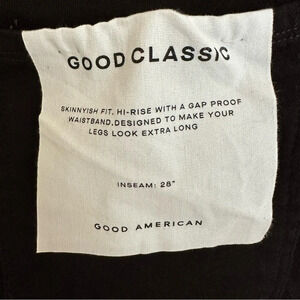 GOOD CLASSIC
SKINNYISH FIT. HI-RISE WITH A GAP PROOF
WAISTBAND. DESIGNED TO MAKE YOUR
LEGS LOOK EXTRA LONG
INSEAM: 28"
GOOD AMERICAN